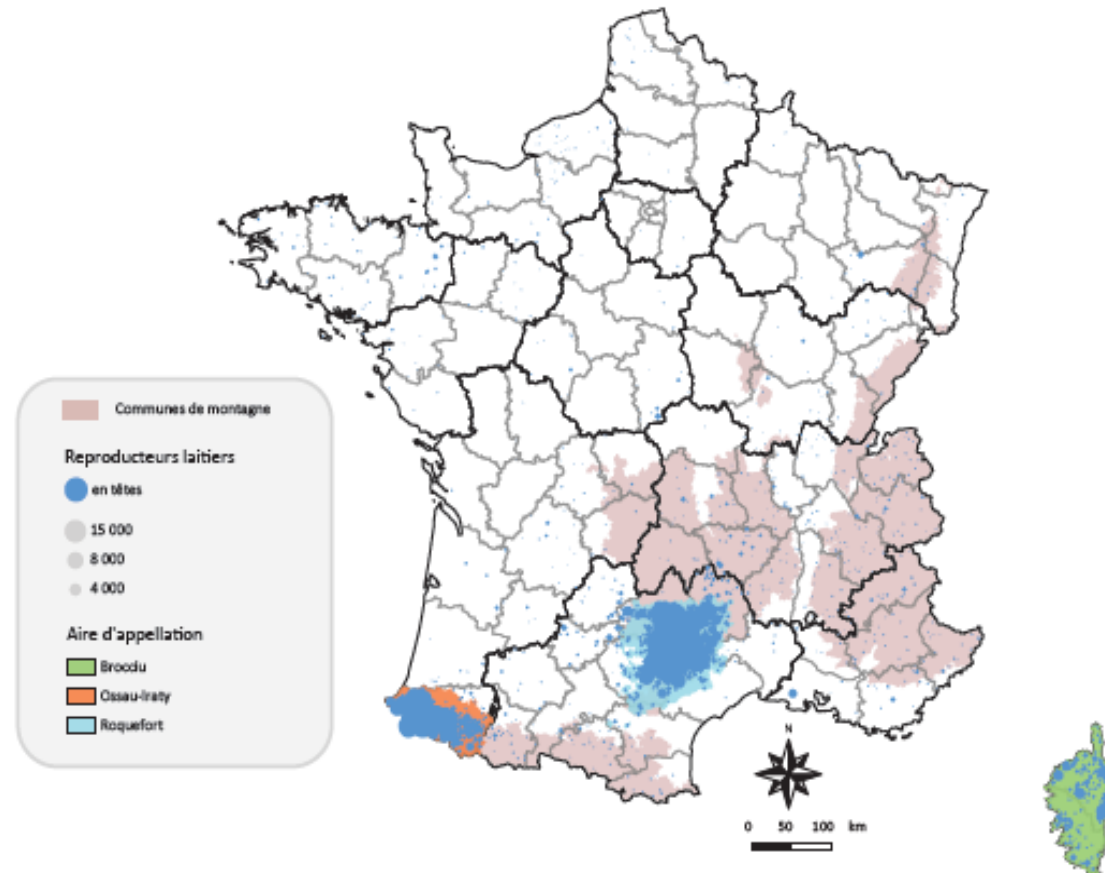 Communes de montagne
Reproducteurs laitiers
en têtes
15 000
8 000
4 000
Aire d'appellation
Brocciu
Ossau-Iraty
Roquefort
N
0 50 100 km